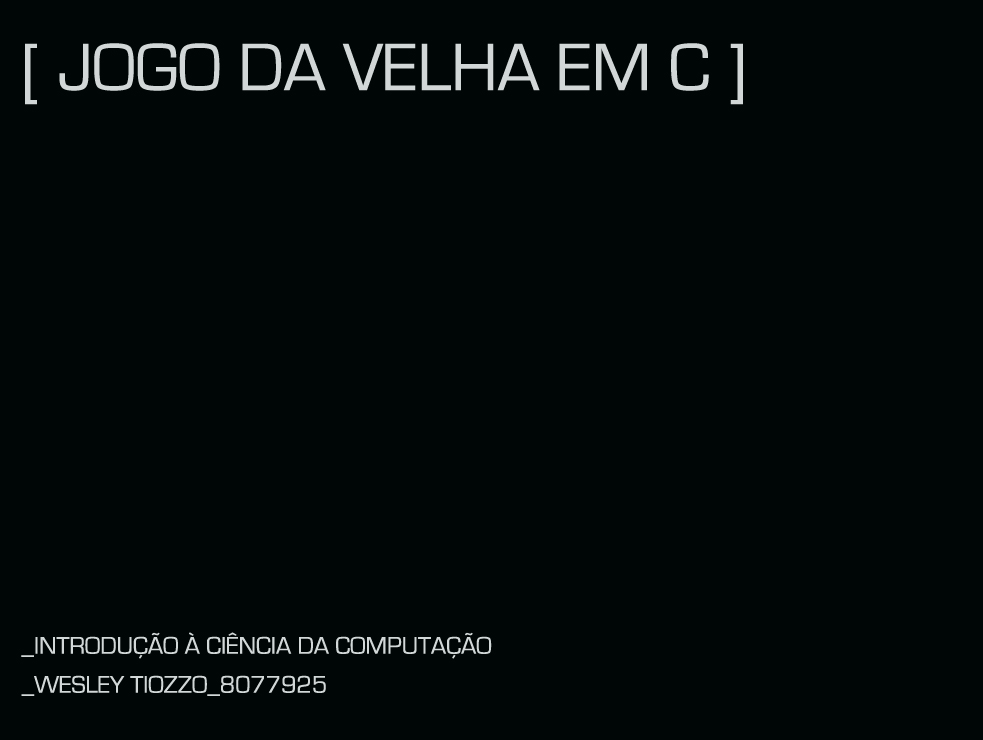 [ JOGO DA VELHA EM C ]
_INTRODUÇÃO À CIÊNCIA DA COMPUTAÇÃO
_WESLEY TIOZZO_8077925